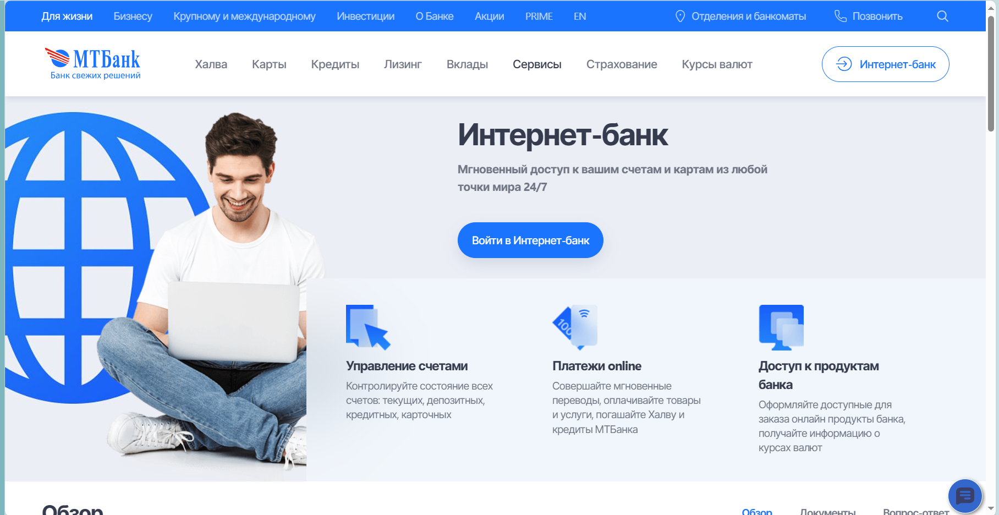 Для жизни Бизнесу Крупному и международному Инвестиции О Банке Акции PRIME EN Отделения и банкоматы Позвонить
МТБанк
Банк свежих решений
Халва Карты Кредиты Лизинг Вклады Сервисы Страхование Курсы валют Интернет-банк
Интернет-банк
Мгновенный доступ к вашим счетам и картам из любой
точки мира 24/7
Войти в Интернет-банк
100
Управление счетами
Контролируйте состояние всех
счетов: текущих, депозитных,
кредитных, карточных
Платежи online
Совершайте мгновенные
переводы, оплачивайте товары
и услуги, погашайте Халву и
кредиты МТБанка
Доступ к продуктам
банка
Оформляйте доступные для
заказа онлайн продукты банка,
получайте информацию о
курсах валют
Обзор
Обзор Документы Вопрос-ответ